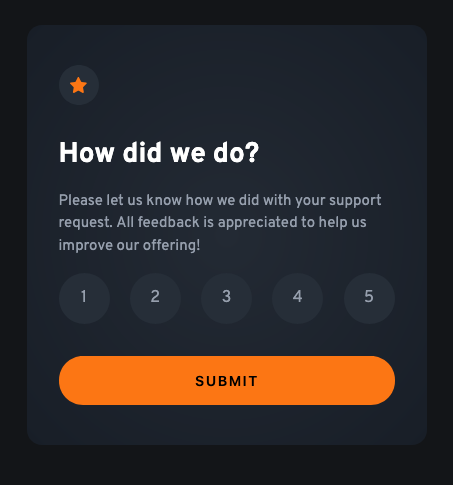 How did we do?
Please let us know how we did with your support
request. All feedback is appreciated to help us
improve our offering!
1 2 3 4 5
SUBMIT